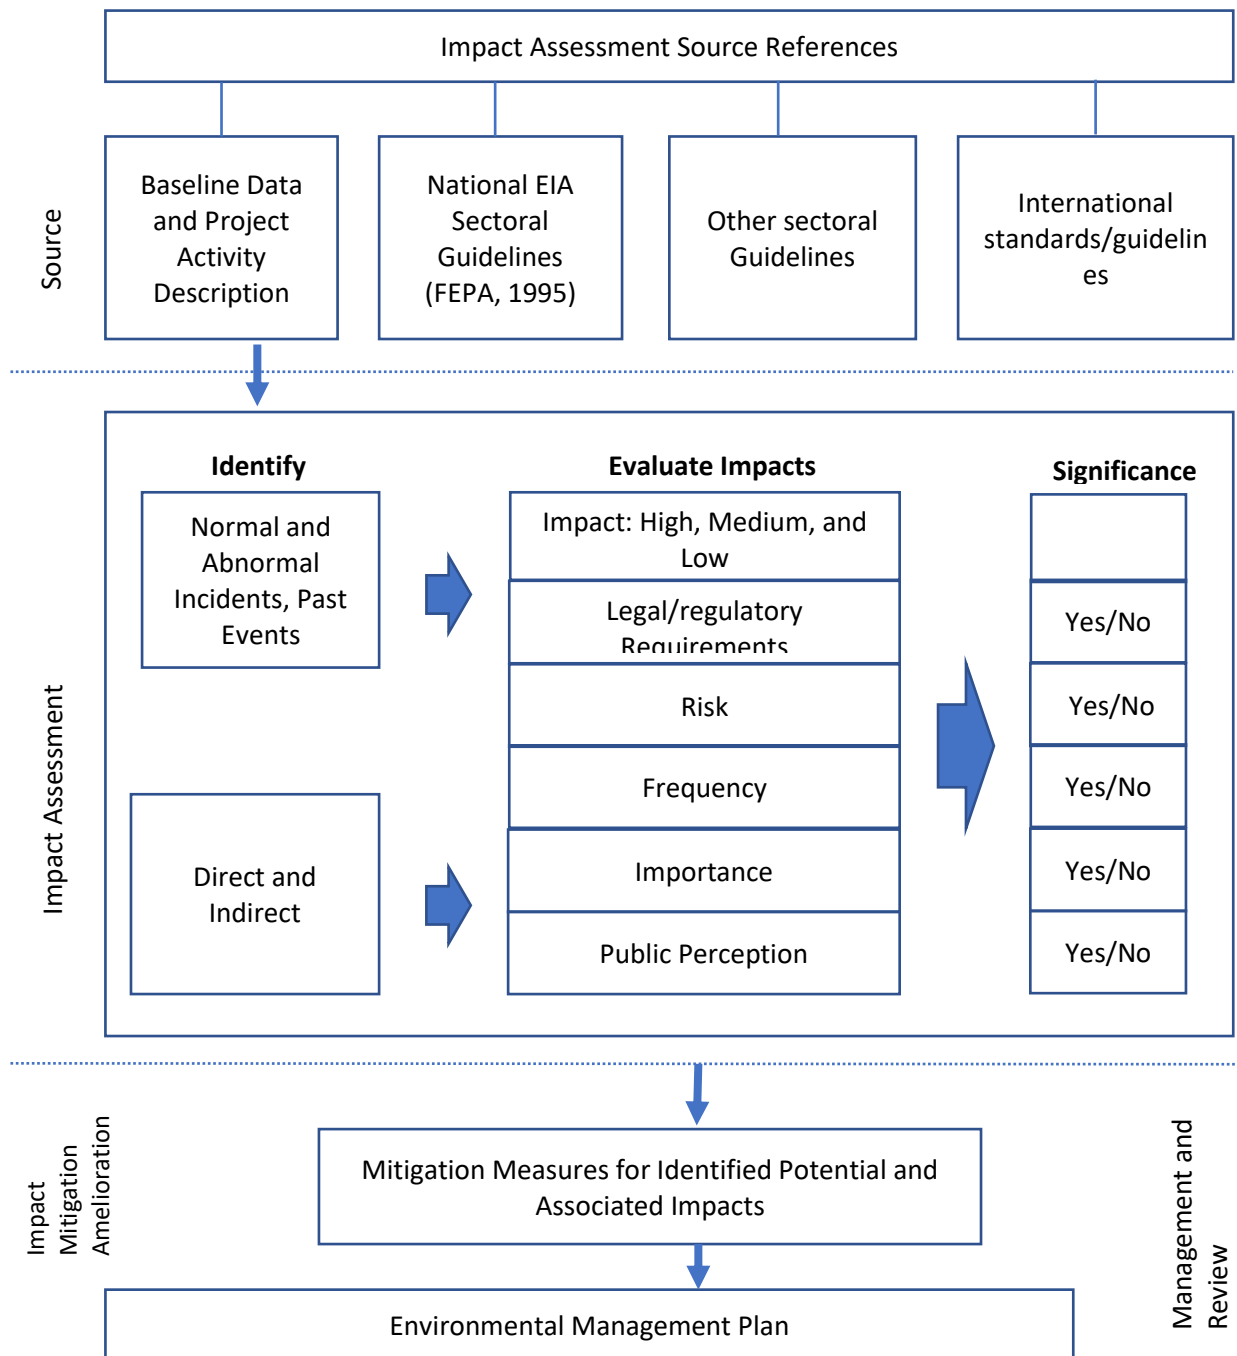 Impact Assessment Source References
Source
Baseline Data
and Project
Activity
Description
National EIA
Sectoral
Guidelines
(FEPA, 1995)
Other sectoral
Guidelines
International
standards/guidelin
es
Impact Assessment
Identify
Normal and
Abnormal
Incidents, Past
Events
Direct and
Indirect
Evaluate Impacts
Impact: High, Medium, and
Low
Legal/regulatory
Requirements
Risk
Frequency
Importance
Public Perception
Significance
Yes/No
Yes/No
Yes/No
Yes/No
Yes/No
Impact
Mitigation
Amelioration
Mitigation Measures for Identified Potential and
Associated Impacts
Environmental Management Plan
Management and
Review